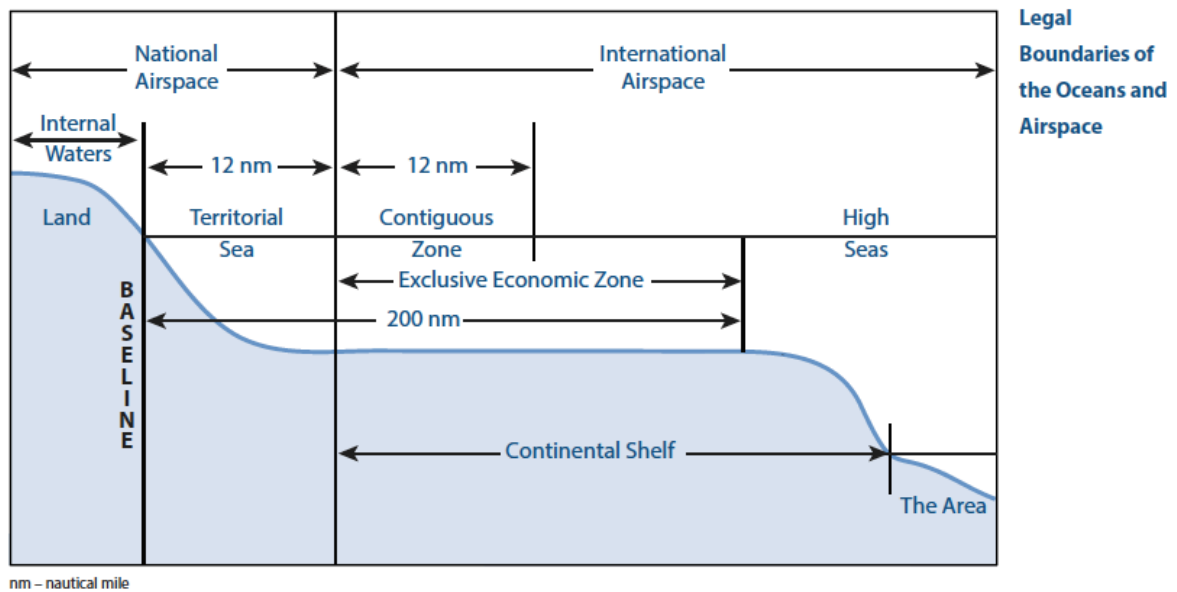 Legal
Boundaries of
the Oceans and
Airspace
National
Airspace
International
Airspace
Internal
Waters
12 nm
12 nm
Land
Territorial
Sea
Contiguous
Zone
High
Seas
Exclusive Economic Zone
200 nm
BASELINE
Continental Shelf
The Area
nm – nautical mile